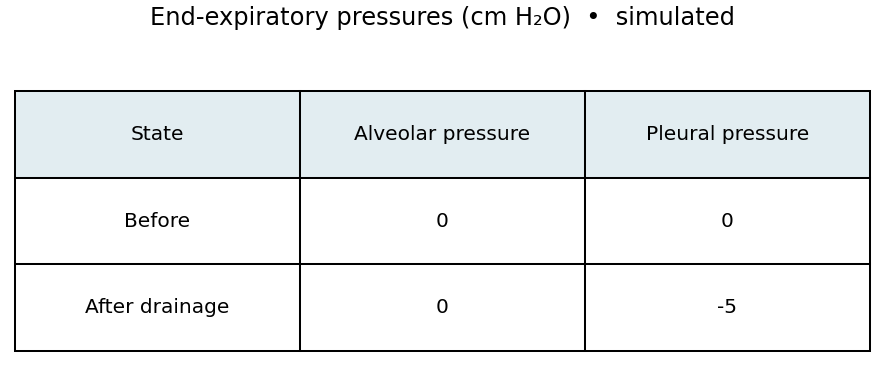 End-expiratory pressures (cm H₂O) • simulated
State Alveolar pressure Pleural pressure
Before 0 0
After drainage 0 -5